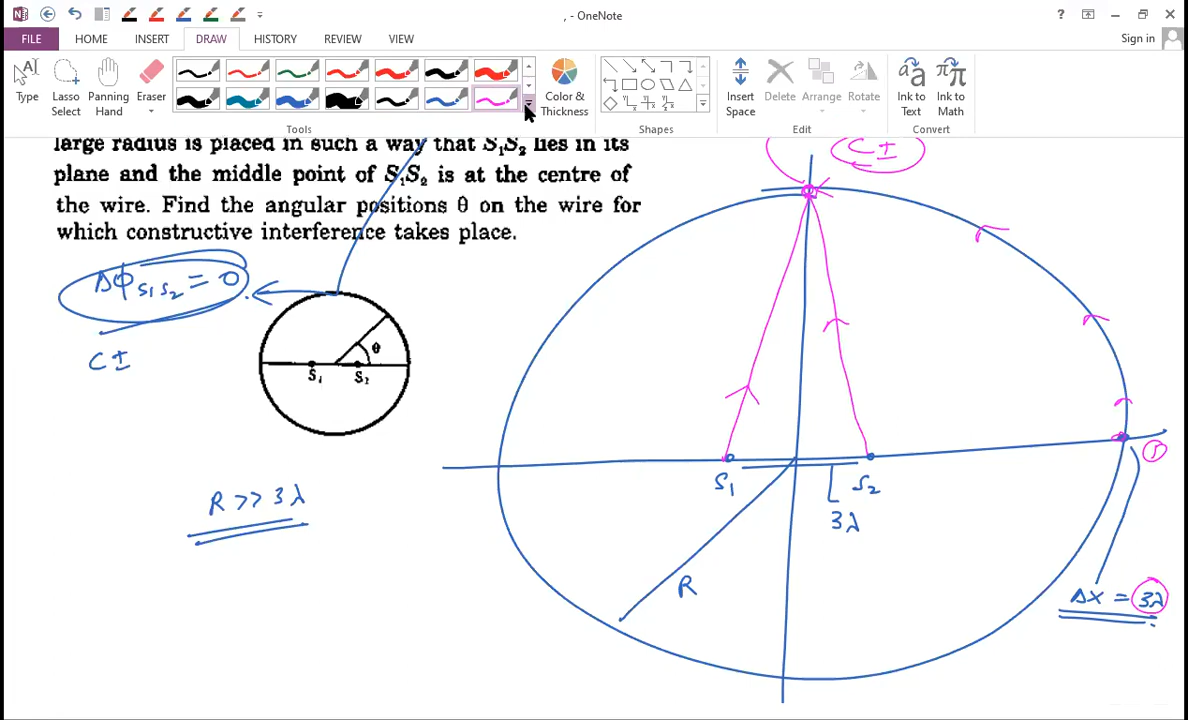 , - OneNote
?
FILE HOME INSERT DRAW HISTORY REVIEW VIEW
Sign in
Type
Lasso Select
Panning Hand
Eraser
Color & Thickness
Insert Space
Delete
Arrange
Rotate
Ink to Text
Ink to Math
Tools
Shapes
Edit
Convert
large radius is placed in such a way that S₁S₂ lies in its
plane and the middle point of S₁S₂ is at the centre of
the wire. Find the angular positions θ on the wire for
which constructive interference takes place.
CI
Δϕ S₁S₂ = 0
CI
θ
S₁ S₂
R >> 3λ
S₁ S₂
3λ
R
Δx = 3λ